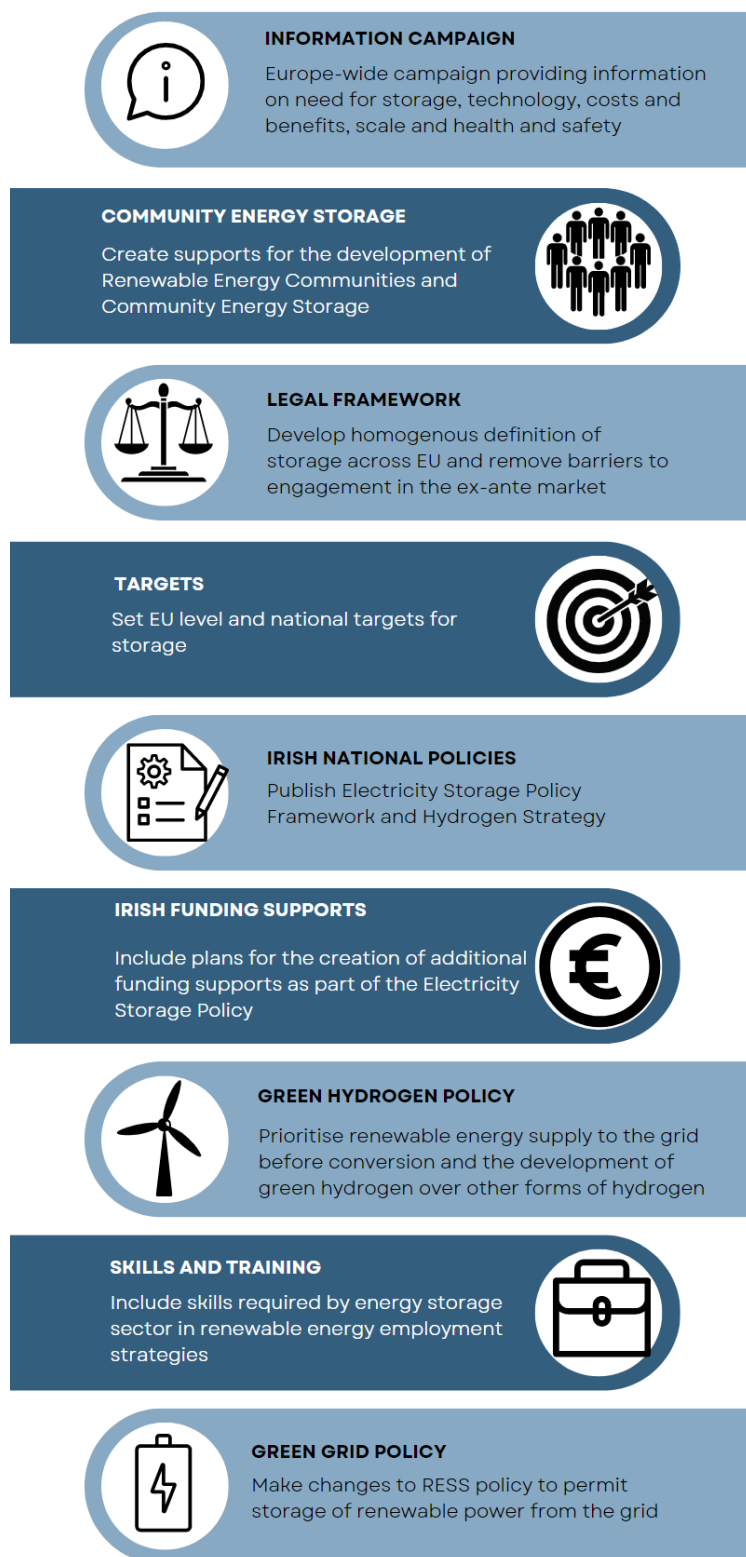 INFORMATION CAMPAIGN
Europe-wide campaign providing information
on need for storage, technology, costs and
benefits, scale and health and safety
COMMUNITY ENERGY STORAGE
Create supports for the development of
Renewable Energy Communities and
Community Energy Storage
LEGAL FRAMEWORK
Develop homogenous definition of
storage across EU and remove barriers to
engagement in the ex-ante market
TARGETS
Set EU level and national targets for
storage
IRISH NATIONAL POLICIES
Publish Electricity Storage Policy
Framework and Hydrogen Strategy
IRISH FUNDING SUPPORTS
Include plans for the creation of additional
funding supports as part of the Electricity
Storage Policy
€
GREEN HYDROGEN POLICY
Prioritise renewable energy supply to the grid
before conversion and the development of
green hydrogen over other forms of hydrogen
SKILLS AND TRAINING
Include skills required by energy storage
sector in renewable energy employment
strategies
GREEN GRID POLICY
Make changes to RESS policy to permit
storage of renewable power from the grid